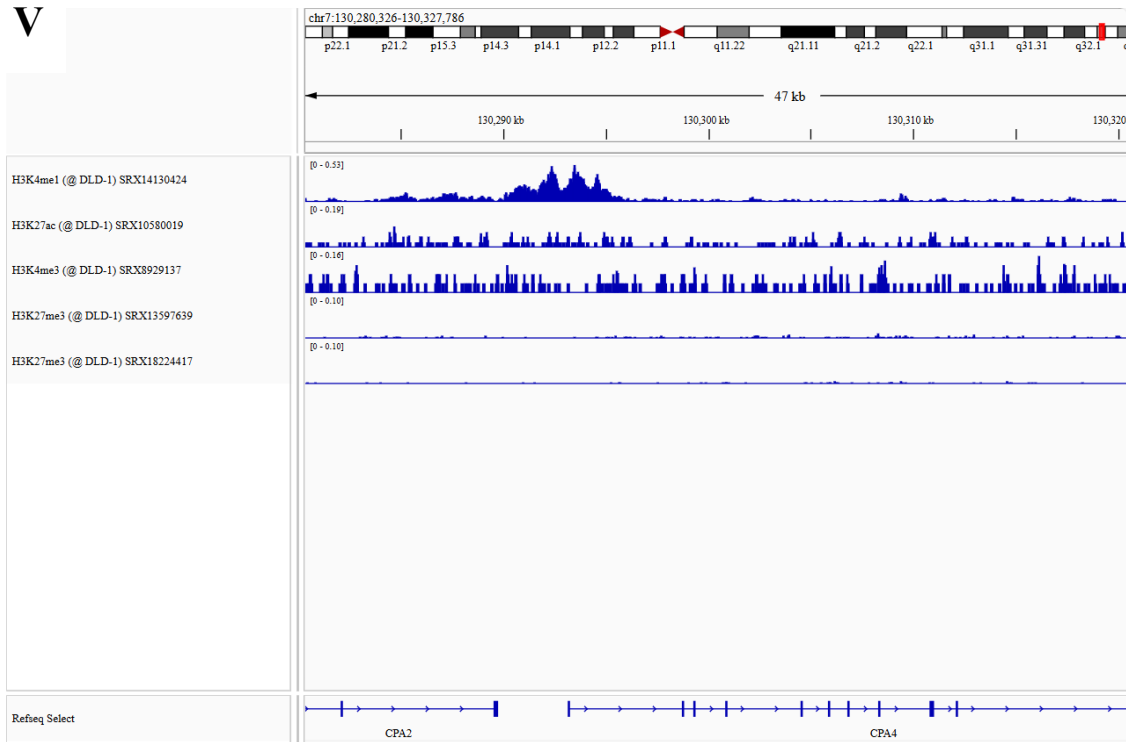 V
chr7:130,280,326-130,327,786
p22.1 p21.2 p15.3 p14.3 p14.1 p12.2 p11.1 q11.22 q21.11 q21.2 q22.1 q31.1 q31.31 q32.1
47 kb
130,290 kb 130,300 kb 130,310 kb 130,320
H3K4me1 (@ DLD-1) SRX14130424 [0 - 0.53]
H3K27ac (@ DLD-1) SRX10580019 [0 - 0.19]
H3K4me3 (@ DLD-1) SRX8929137 [0 - 0.16]
H3K27me3 (@ DLD-1) SRX13597639 [0 - 0.10]
H3K27me3 (@ DLD-1) SRX18224417 [0 - 0.10]
Refseq Select
CPA2 CPA4